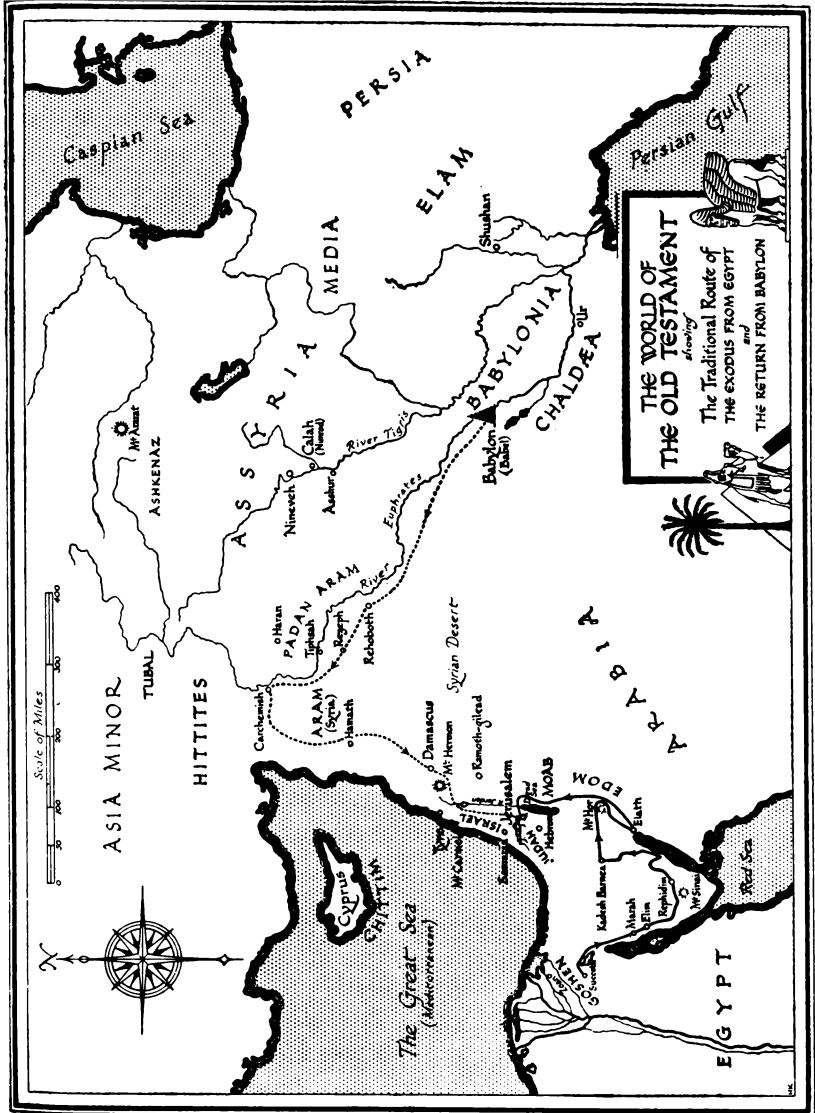 THE WORLD OF
THE OLD TESTAMENT
showing
The Traditional Route of
THE EXODUS FROM EGYPT
and
THE RETURN FROM BABYLON
N
Scale of Miles
0 50 100 200 300 400
ASIA MINOR
TUBAL
HITTITES
ASHKENAZ
Mt Ararat
Caspian Sea
PERSIA
MEDIA
ELAM
Shushan
Persian Gulf
ASSYRIA
Nineveh
Calah
(Nimrud)
Asshur
River Tigris
BABYLONIA
Babylon
(Babel)
CHALDÆA
Ur
River Euphrates
PADAN ARAM
Haran
Tiphsah
Rezeph
Rehoboth
Carchemish
ARAM
(Syria)
Hamath
Syrian Desert
Damascus
Mt Hermon
Ramoth-gilead
Cyprus
CHITTIM
The Great Sea
(Mediterranean)
Tyre
Mt Carmel
ISRAEL
Jerusalem
JUDAH
Hebron
Dead
Sea
MOAB
EDOM
Mt Hor
Elath
Kadesh Barnea
Marah
Elim
Rephidim
Mt Sinai
Red Sea
GOSHEN
Zoan
Succoth
EGYPT
ARABIA